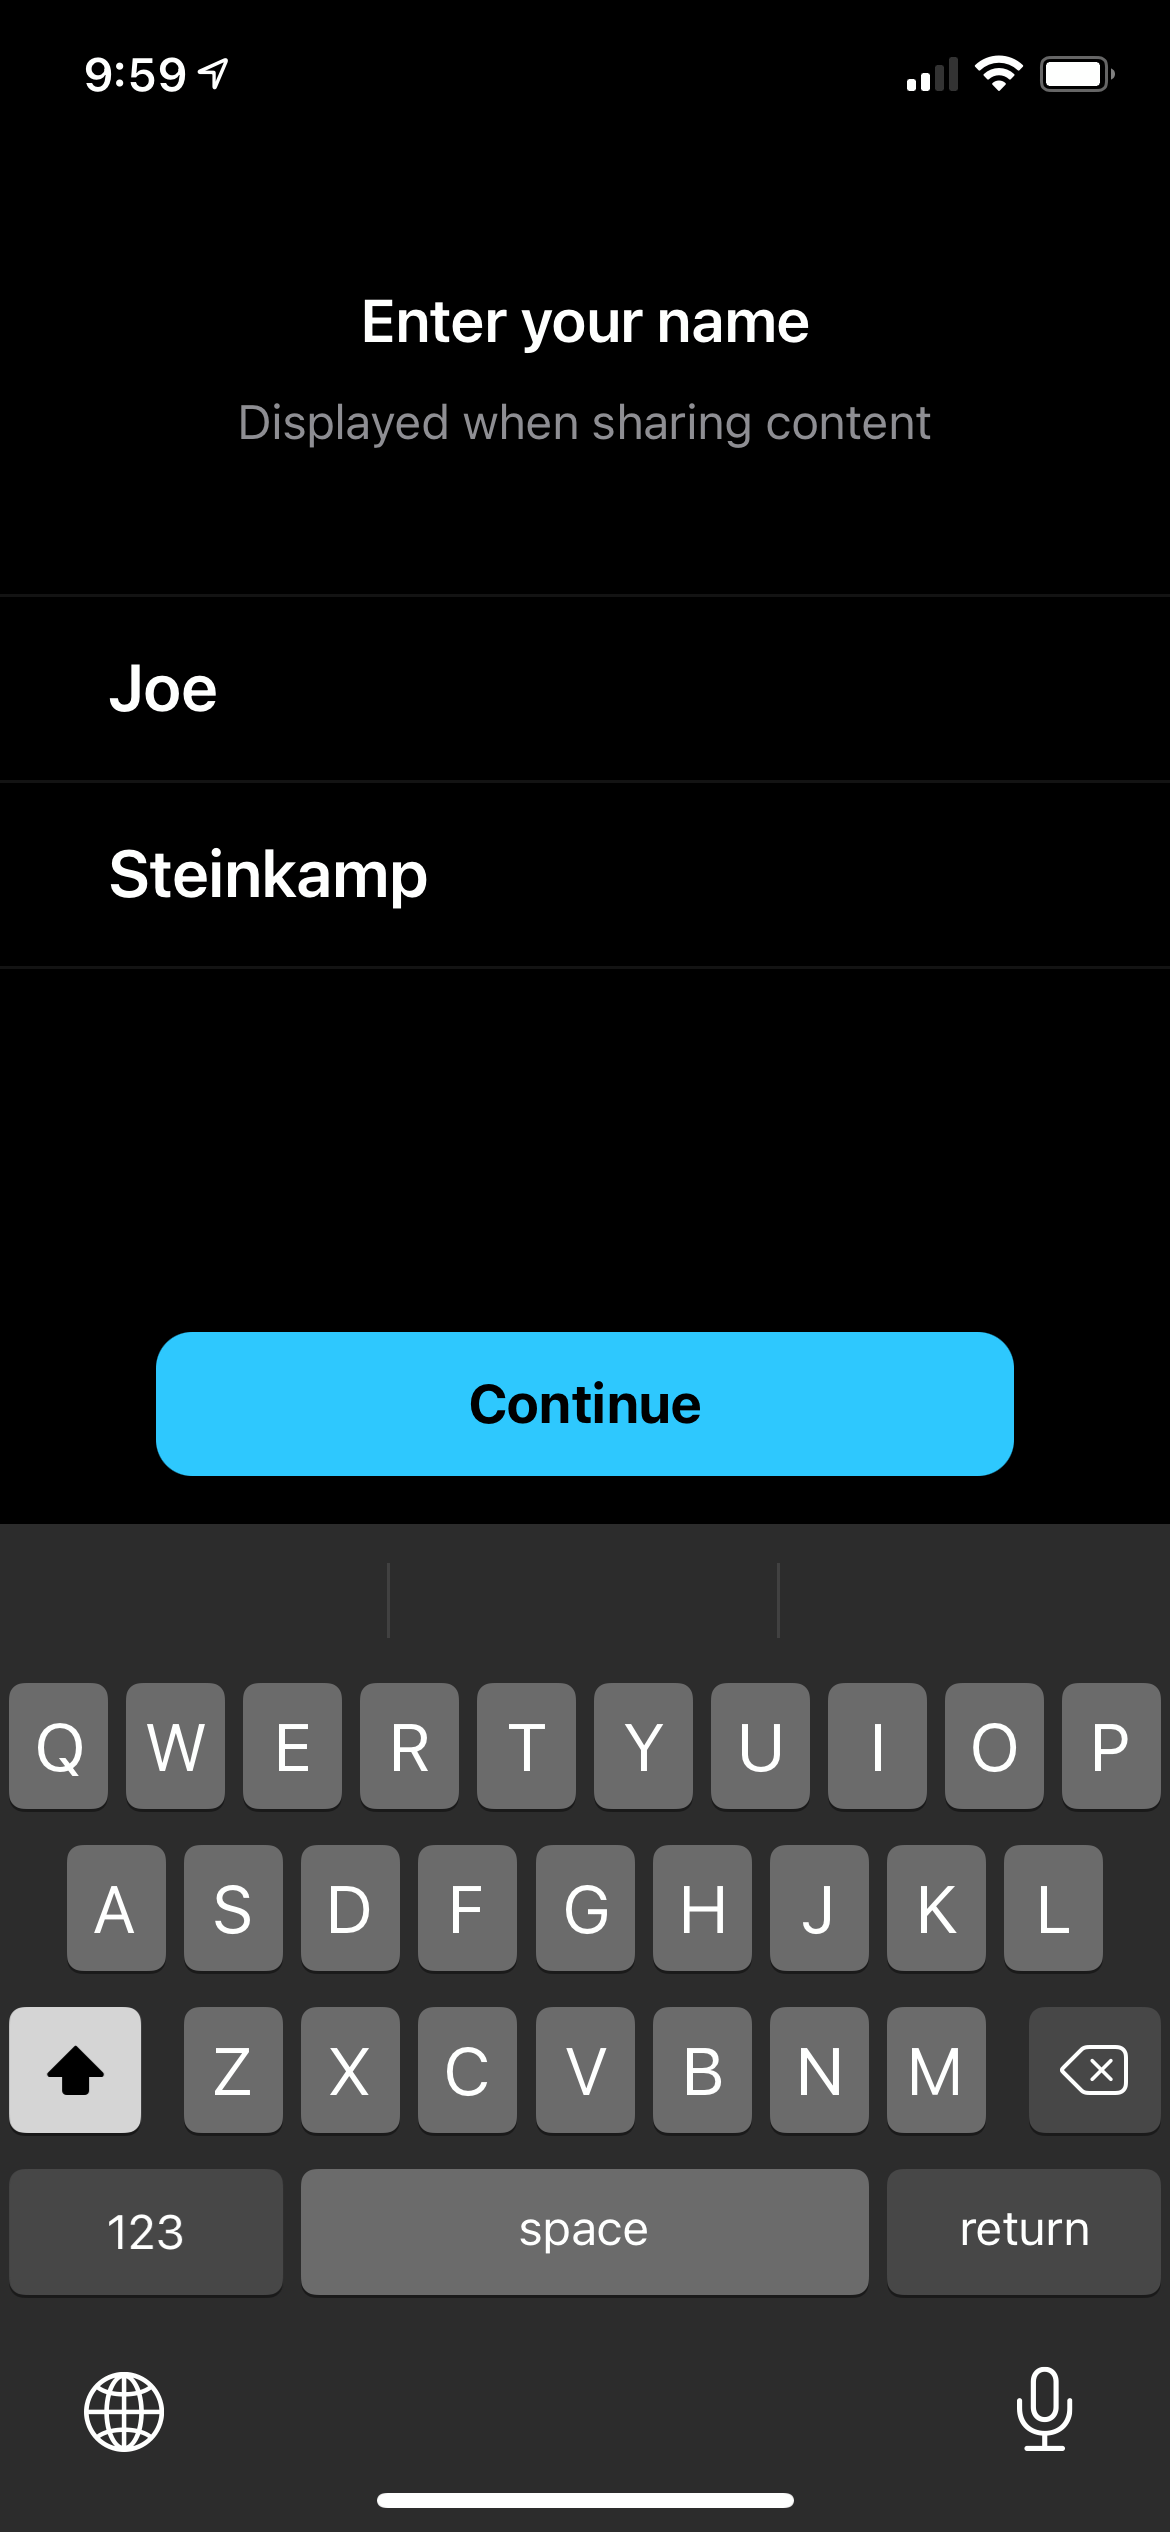 9:59
Enter your name
Displayed when sharing content
Joe
Steinkamp
Continue
Q W E R T Y U I O P
A S D F G H J K L
Z X C V B N M
123 space return